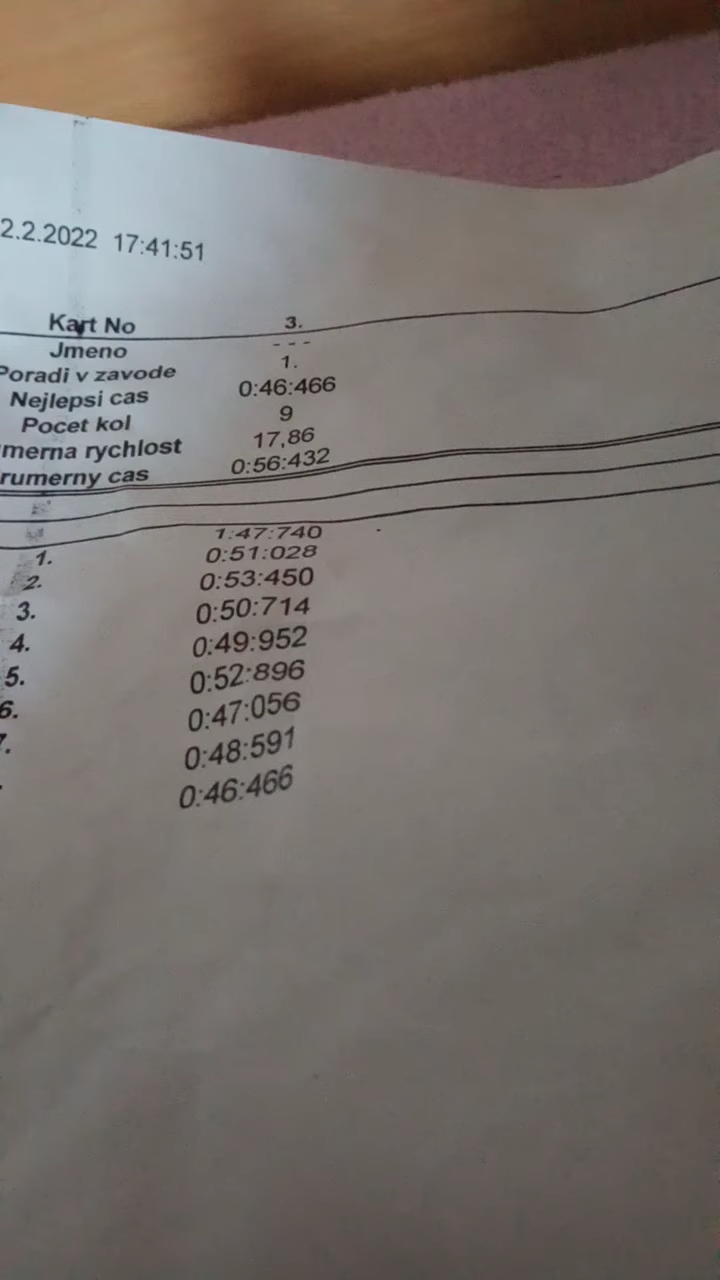 2.2.2022 17:41:51
Kart No 3.
Jmeno - - -
Poradi v zavode 1.
Nejlepsi cas 0:46:466
Pocet kol 9
merna rychlost 17,86
rumerny cas 0:56:432
1:47:740
1. 0:51:028
2. 0:53:450
3. 0:50:714
4. 0:49:952
5. 0:52:896
6. 0:47:056
7. 0:48:591
0:46:466